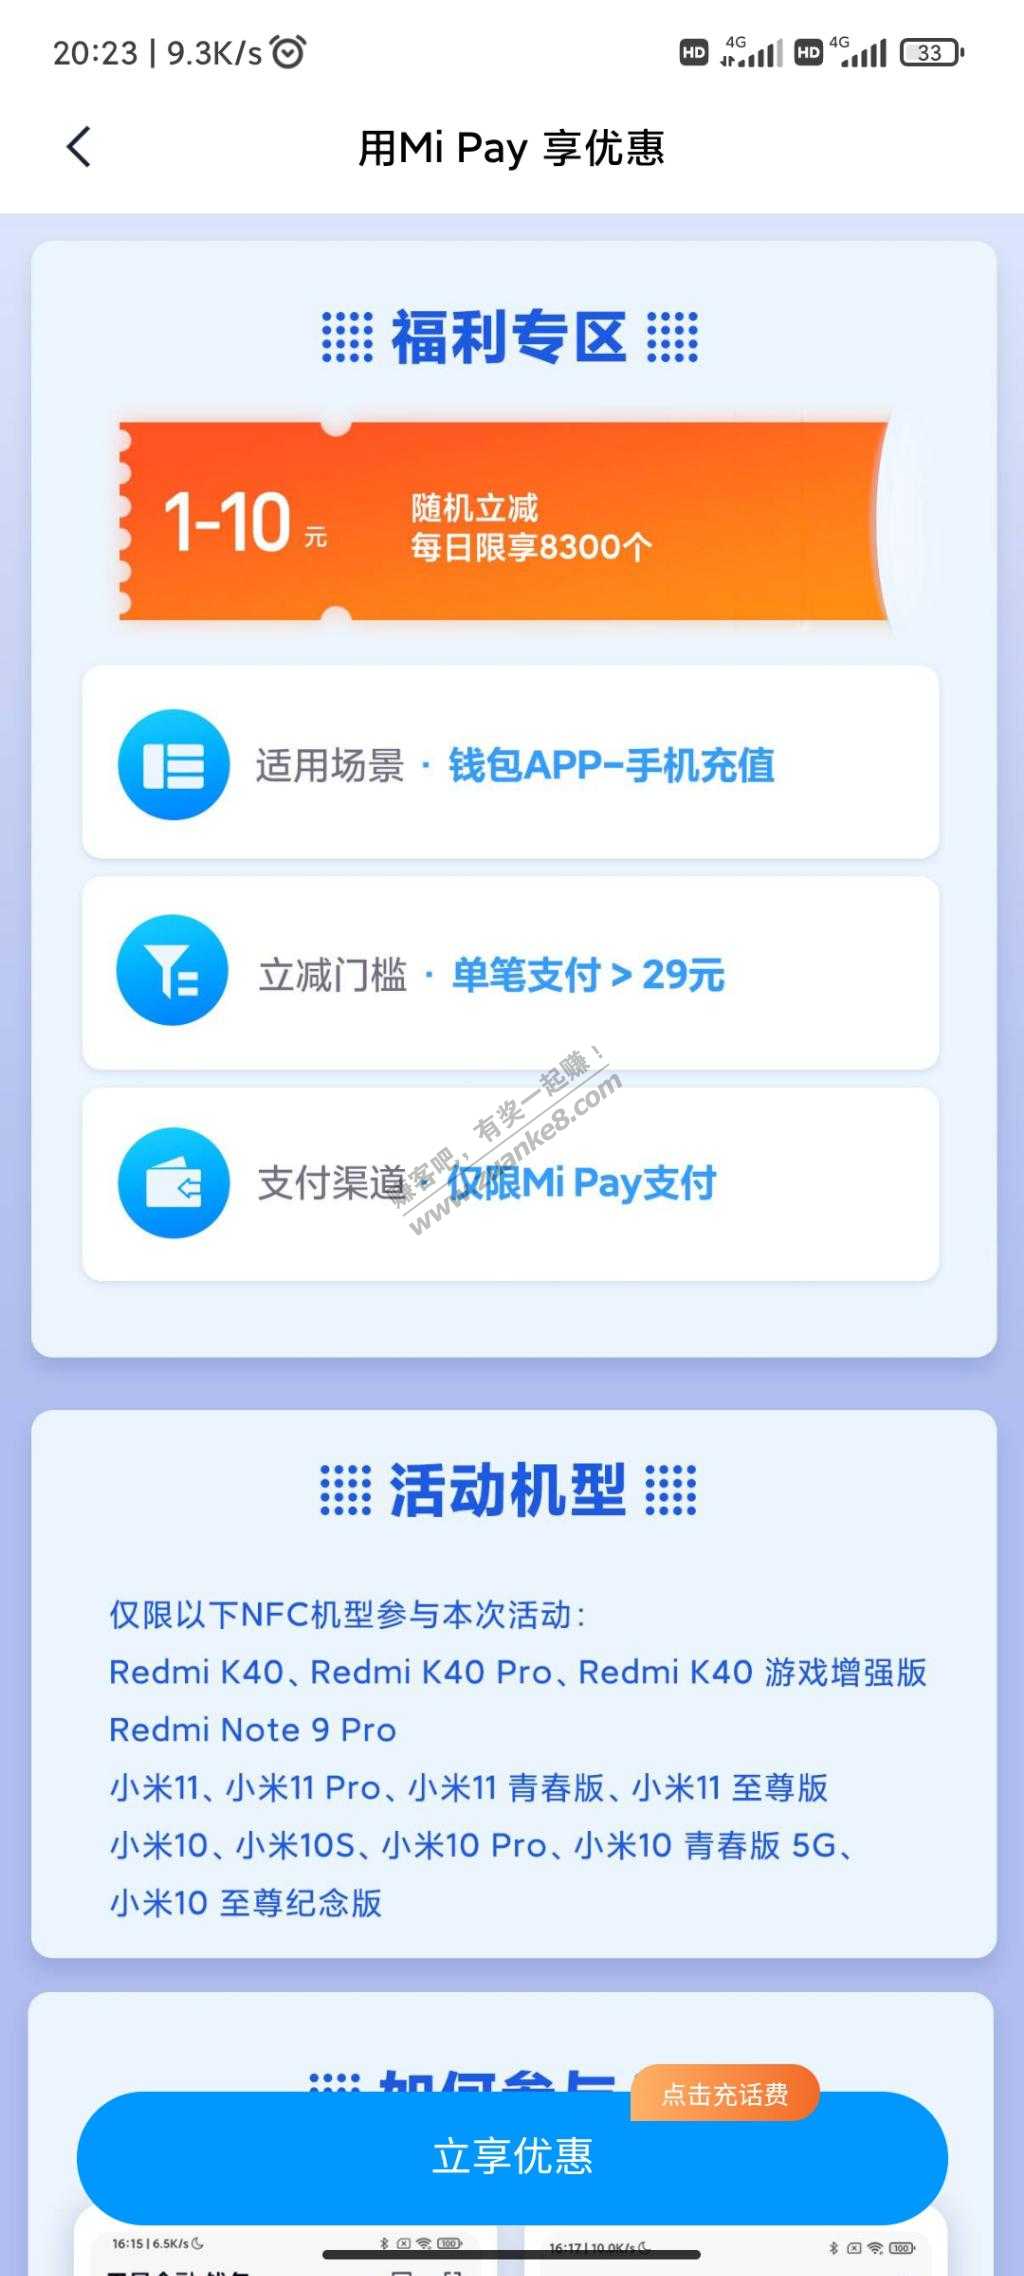 20:23 | 9.3K/s
HD 4G HD 4G 33
用Mi Pay 享优惠
福利专区
1-10 元
随机立减
每日限享8300个
适用场景 · 钱包APP-手机充值
立减门槛 · 单笔支付 > 29元
赚客吧，有奖一起赚！
www.zuanke8.com
支付渠道 · 仅限Mi Pay支付
活动机型
仅限以下NFC机型参与本次活动：
Redmi K40、Redmi K40 Pro、Redmi K40 游戏增强版
Redmi Note 9 Pro
小米11、小米11 Pro、小米11 青春版、小米11 至尊版
小米10、小米10S、小米10 Pro、小米10 青春版 5G、
小米10 至尊纪念版
如何参与
点击充话费
立享优惠
16:15 | 6.5K/s 100
16:17 | 10.0K/s 100